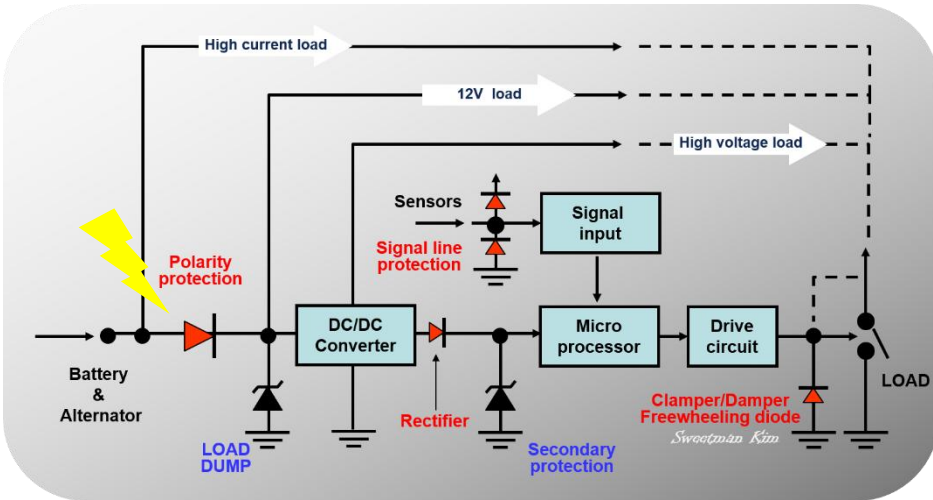 High current load
12V load
High voltage load
Sensors
Signal line
protection
Signal
input
Polarity
protection
Battery
&
Alternator
LOAD
DUMP
DC/DC
Converter
Rectifier
Secondary
protection
Micro
processor
Drive
circuit
Clamper/Damper
Freewheeling diode
Sweetman Kim
LOAD